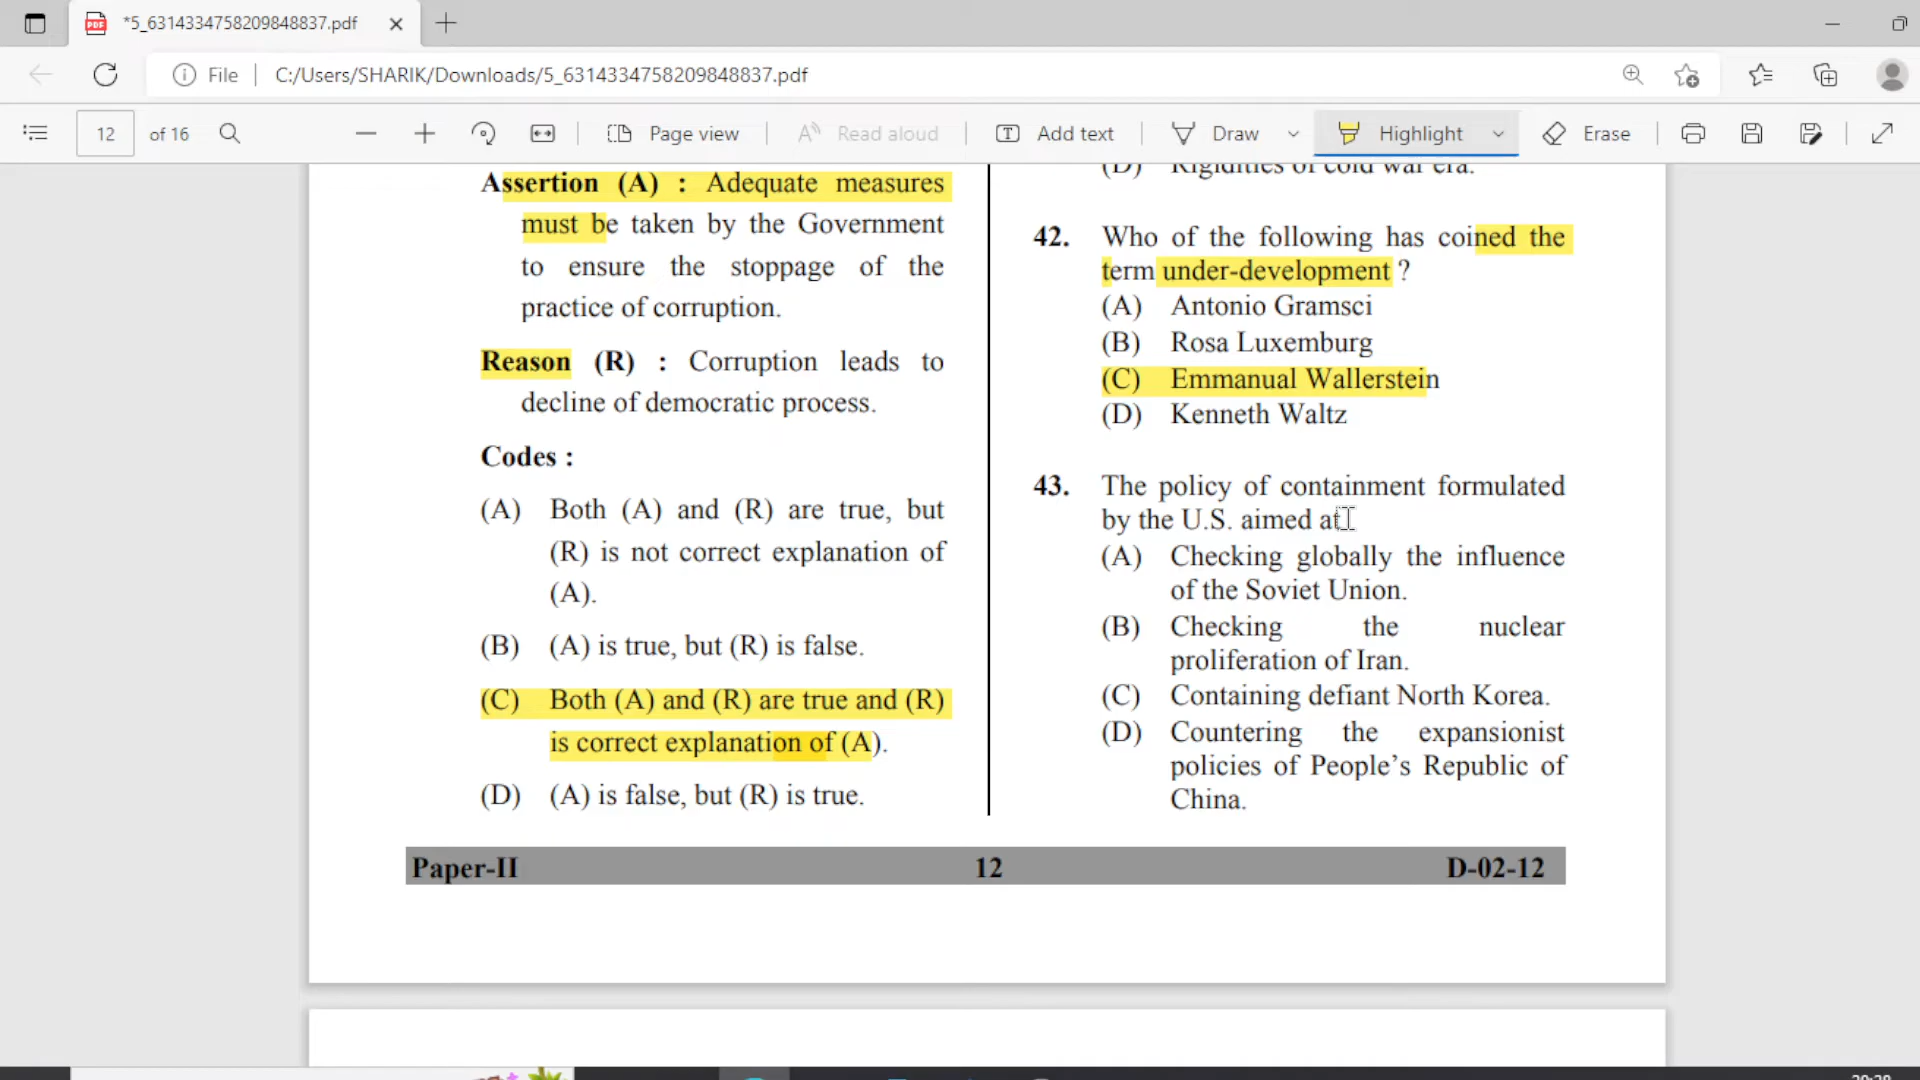 *5_6314334758209848837.pdf
File
C:/Users/SHARIK/Downloads/5_6314334758209848837.pdf
12
of 16
Page view
Read aloud
Add text
Draw
Highlight
Erase
Assertion (A) : Adequate measures
must be taken by the Government
to ensure the stoppage of the
practice of corruption.
Reason (R) : Corruption leads to
decline of democratic process.
Codes :
(A) Both (A) and (R) are true, but
(R) is not correct explanation of
(A).
(B) (A) is true, but (R) is false.
(C) Both (A) and (R) are true and (R)
is correct explanation of (A).
(D) (A) is false, but (R) is true.
(D) Rigidities of cold war era.
42. Who of the following has coined the
term under-development ?
(A) Antonio Gramsci
(B) Rosa Luxemburg
(C) Emmanual Wallerstein
(D) Kenneth Waltz
43. The policy of containment formulated
by the U.S. aimed at
(A) Checking globally the influence
of the Soviet Union.
(B) Checking the nuclear
proliferation of Iran.
(C) Containing defiant North Korea.
(D) Countering the expansionist
policies of People's Republic of
China.
Paper-II 12 D-02-12